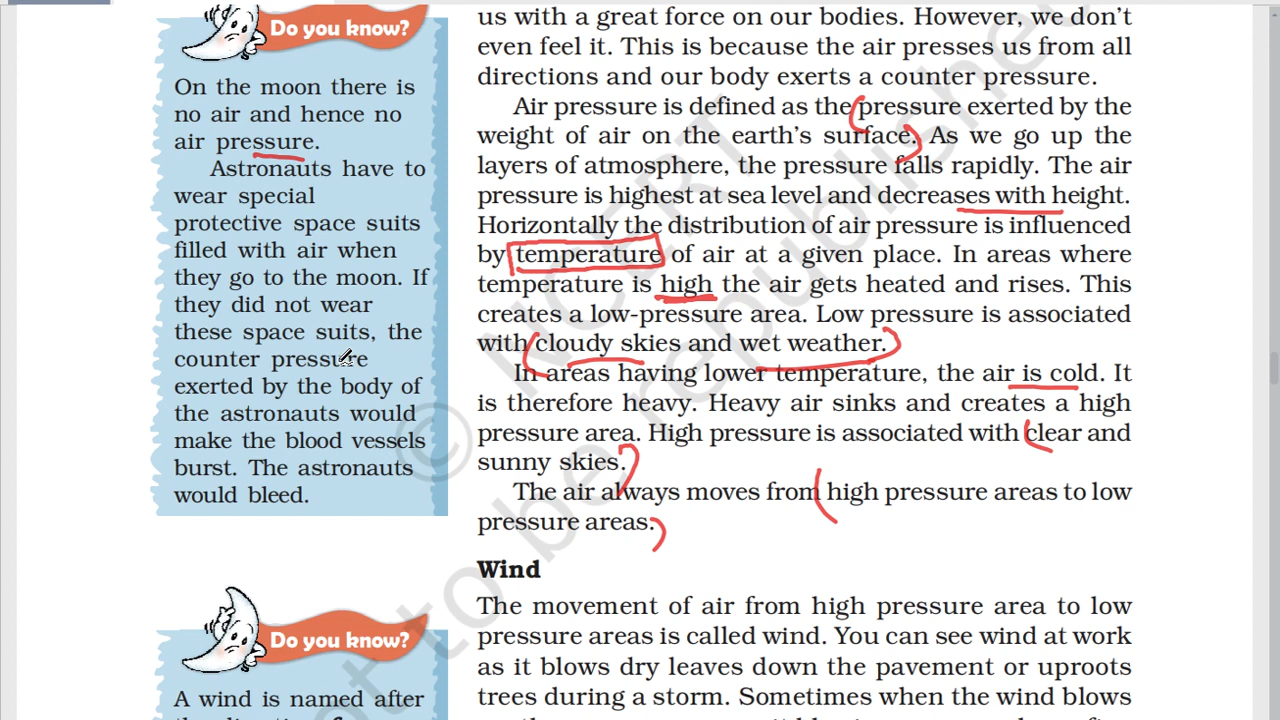 Do you know?
On the moon there is
no air and hence no
air pressure.
Astronauts have to
wear special
protective space suits
filled with air when
they go to the moon. If
they did not wear
these space suits, the
counter pressure
exerted by the body of
the astronauts would
make the blood vessels
burst. The astronauts
would bleed.
Do you know?
A wind is named after
us with a great force on our bodies. However, we don't
even feel it. This is because the air presses us from all
directions and our body exerts a counter pressure.
Air pressure is defined as the pressure exerted by the
weight of air on the earth's surface. As we go up the
layers of atmosphere, the pressure falls rapidly. The air
pressure is highest at sea level and decreases with height.
Horizontally the distribution of air pressure is influenced
by temperature of air at a given place. In areas where
temperature is high the air gets heated and rises. This
creates a low-pressure area. Low pressure is associated
with cloudy skies and wet weather.
In areas having lower temperature, the air is cold. It
is therefore heavy. Heavy air sinks and creates a high
pressure area. High pressure is associated with clear and
sunny skies.
The air always moves from high pressure areas to low
pressure areas.
Wind
The movement of air from high pressure area to low
pressure areas is called wind. You can see wind at work
as it blows dry leaves down the pavement or uproots
trees during a storm. Sometimes when the wind blows
© NCERT
not to be republished